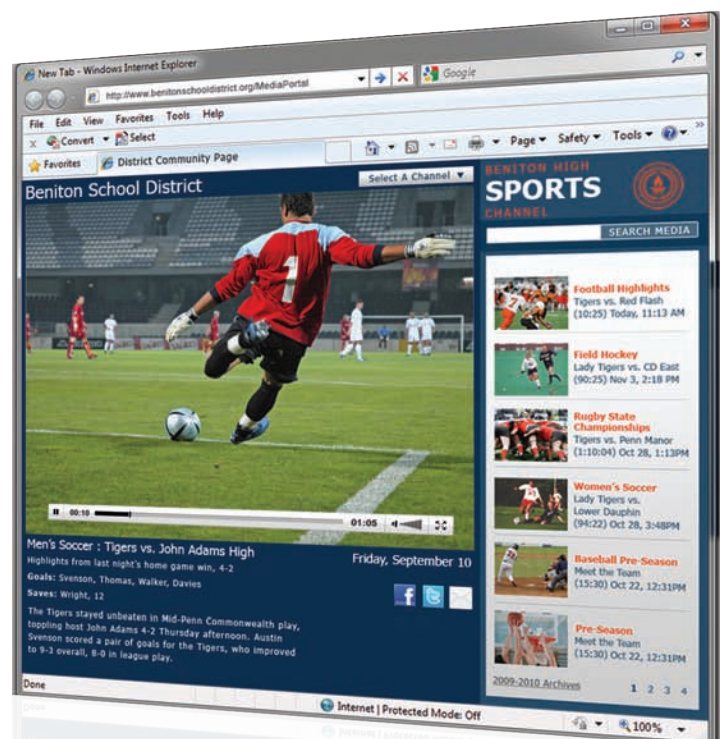 New Tab - Windows Internet Explorer
http://www.benitonschooldistrict.org/MediaPortal
Google
File Edit View Favorites Tools Help
x Convert Select
Favorites
District Community Page
Page Safety Tools
Beniton School District
Select A Channel
1
00:10
01:05
Men's Soccer : Tigers vs. John Adams High
Friday, September 10
Highlights from last night's home game win, 4-2
Goals: Svenson, Thomas, Walker, Davies
Saves: Wright, 12
The Tigers stayed unbeaten in Mid-Penn Commonwealth play,
toppling host John Adams 4-2 Thursday afternoon. Austin
Svenson scored a pair of goals for the Tigers, who improved
to 9-3 overall, 8-0 in league play.
BENITON HIGH
SPORTS
CHANNEL
SEARCH MEDIA
Football Highlights
Tigers vs. Red Flash
(10:25) Today, 11:13 AM
Field Hockey
Lady Tigers vs. CD East
(90:25) Nov 3, 2:18 PM
Rugby State
Championships
Tigers vs. Penn Manor
(1:10:04) Oct 28, 1:13PM
Women's Soccer
Lady Tigers vs.
Lower Dauphin
(94:22) Oct 28, 3:48PM
Baseball Pre-Season
Meet the Team
(15:30) Oct 22, 12:31PM
Pre-Season
Meet the Team
(15:30) Oct 22, 12:31PM
2009-2010 Archives
1 2 3 4
Done
Internet | Protected Mode: Off
100%